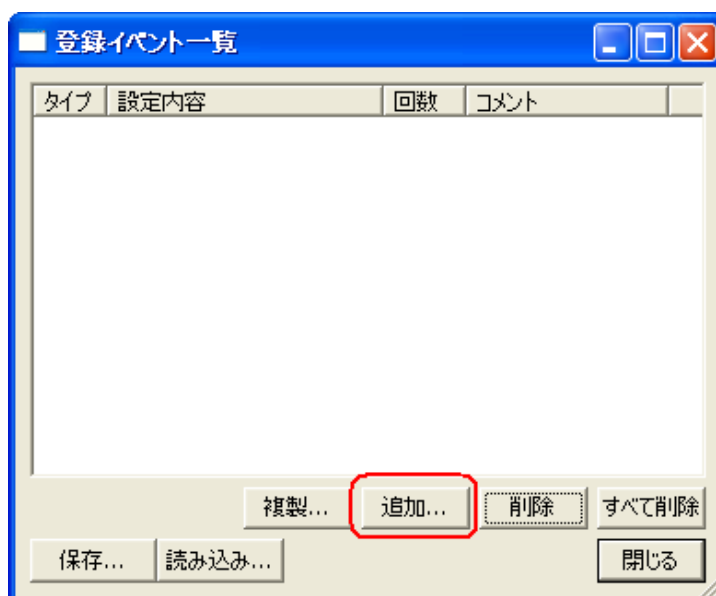 登録イベント一覧
タイプ 設定内容 回数 コメント
複製... 追加... 削除 すべて削除
保存... 読み込み... 閉じる